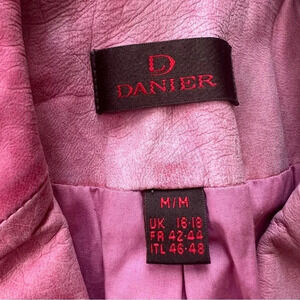 D
DANIER
M/M
UK 16-18
FR 42-44
ITL 46-48